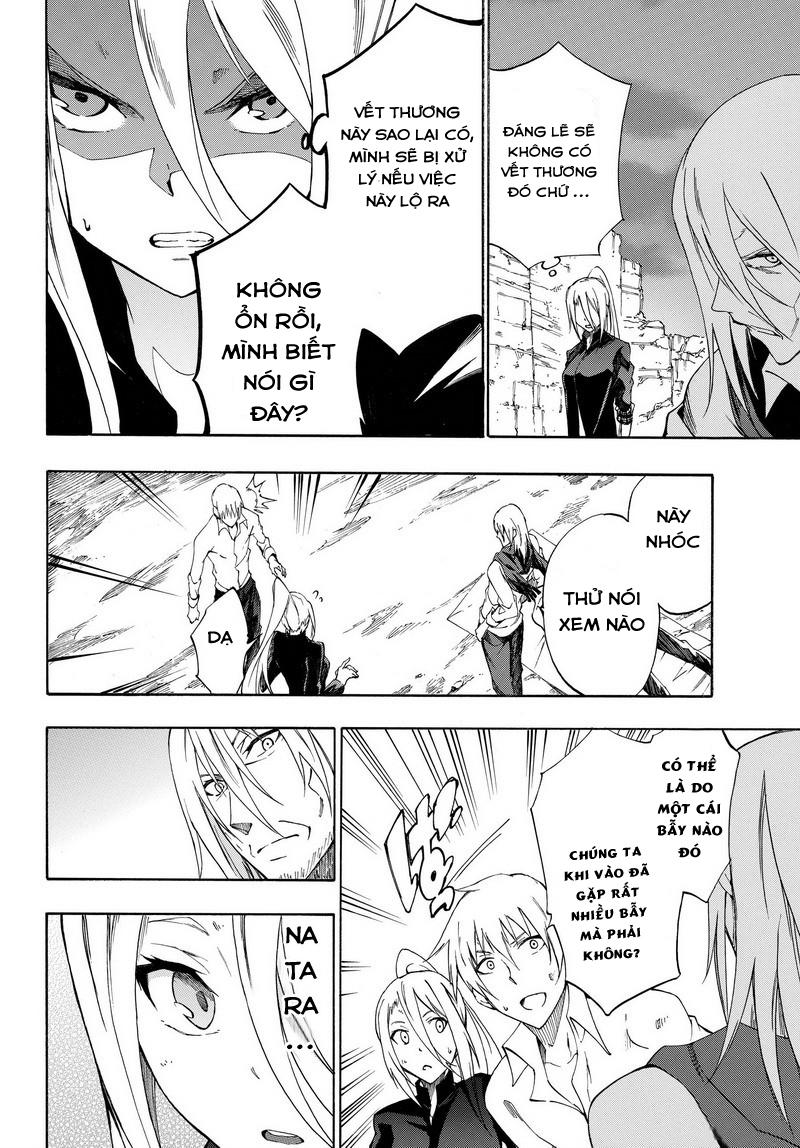 ĐÁNG LẼ SẼ
KHÔNG CÓ
VẾT THƯƠNG
ĐÓ CHỨ ...
VẾT THƯƠNG
NÀY SAO LẠI CÓ,
MÌNH SẼ BỊ XỬ
LÝ NẾU VIỆC
NÀY LỘ RA
KHÔNG
ỔN RỒI,
MÌNH BIẾT
NÓI GÌ
ĐÂY?
NÀY
NHÓC
THỬ NÓI
XEM NÀO
DẠ
CÓ THỂ
LÀ DO
MỘT CÁI
BẪY NÀO
ĐÓ
CHÚNG TA
KHI VÀO ĐÃ
GẶP RẤT
NHIỀU BẪY
MÀ PHẢI
KHÔNG?
NA
TA
RA
...